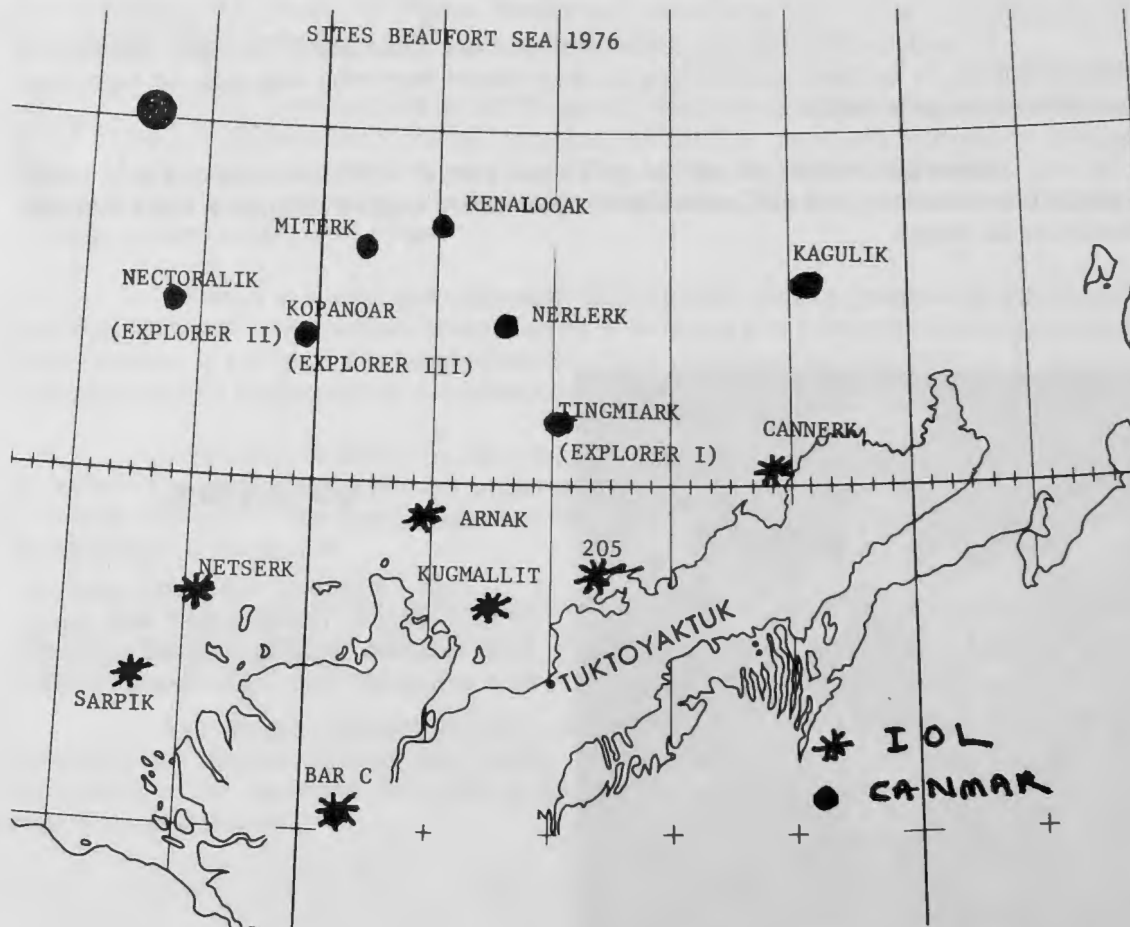 SITES BEAUFORT SEA 1976
KENALOOAK
MITERK
KAGULIK
NECTORALIK
(EXPLORER II)
KOPANOAR
(EXPLORER III)
NERLERK
TINGMIARK
(EXPLORER I)
CANNERK
ARNAK
205
NETSERK
KUGMALLIT
TUKTOYAKTUK
SARPIK
BAR C
IOL
CANMAR